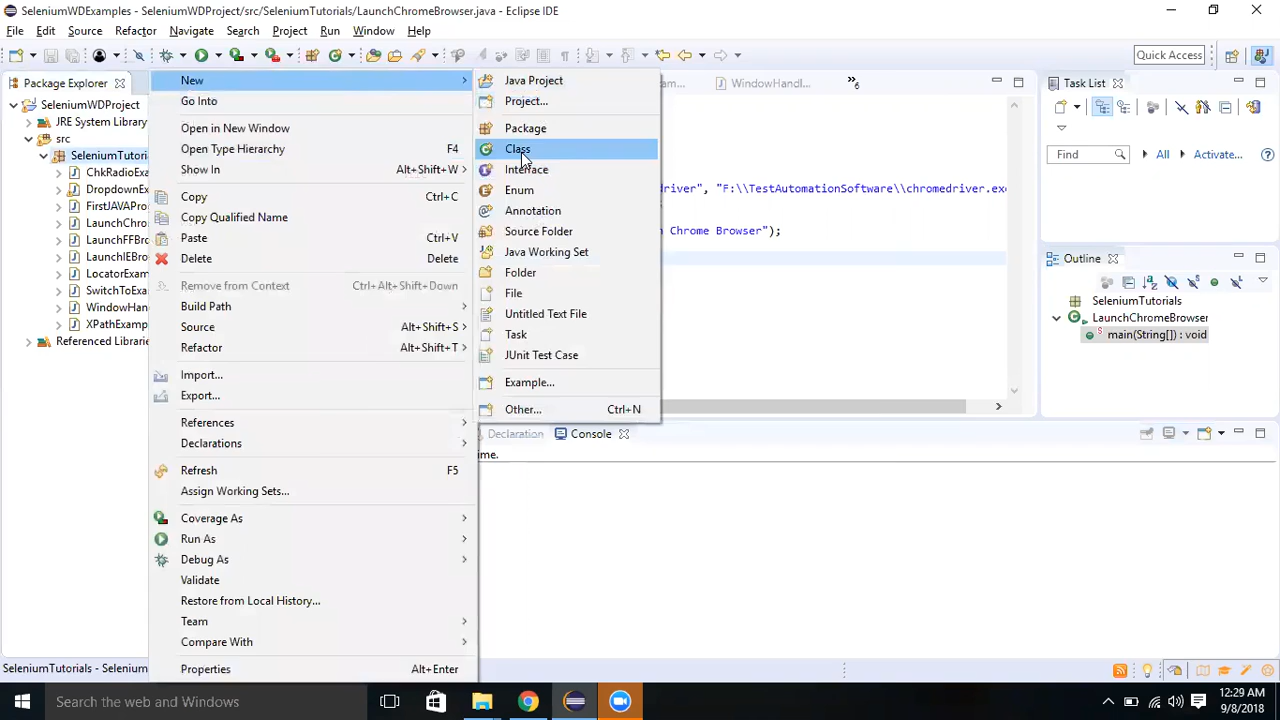 SeleniumWDExamples - SeleniumWDProject/src/SeleniumTutorials/LaunchChromeBrowser.java - Eclipse IDE
File Edit Source Refactor Navigate Search Project Run Window Help
Quick Access
Package Explorer
SeleniumWDProject
JRE System Library
src
SeleniumTutoria
ChkRadioExa
DropdownEx
FirstJAVAPro
LaunchChro
LaunchFFBro
LaunchIEBro
LocatorExam
SwitchToExa
WindowHan
XPathExamp
Referenced Librarie
New
Go Into
Open in New Window
Open Type Hierarchy F4
Show In Alt+Shift+W
Copy Ctrl+C
Copy Qualified Name
Paste Ctrl+V
Delete Delete
Remove from Context Ctrl+Alt+Shift+Down
Build Path
Source Alt+Shift+S
Refactor Alt+Shift+T
Import...
Export...
References
Declarations
Refresh F5
Assign Working Sets...
Coverage As
Run As
Debug As
Validate
Restore from Local History...
Team
Compare With
Properties Alt+Enter
Java Project
Project...
Package
Class
Interface
Enum
Annotation
Source Folder
Java Working Set
Folder
File
Untitled Text File
Task
JUnit Test Case
Example...
Other... Ctrl+N
am... WindowHandl... »6
driver", "F:\\TestAutomationSoftware\\chromedriver.exe
n Chrome Browser");
Declaration Console
me.
Task List
Find All Activate...
Outline
SeleniumTutorials
LaunchChromeBrowser
main(String[]) : void
SeleniumTutorials - Selenium
Search the web and Windows
12:29 AM
9/8/2018